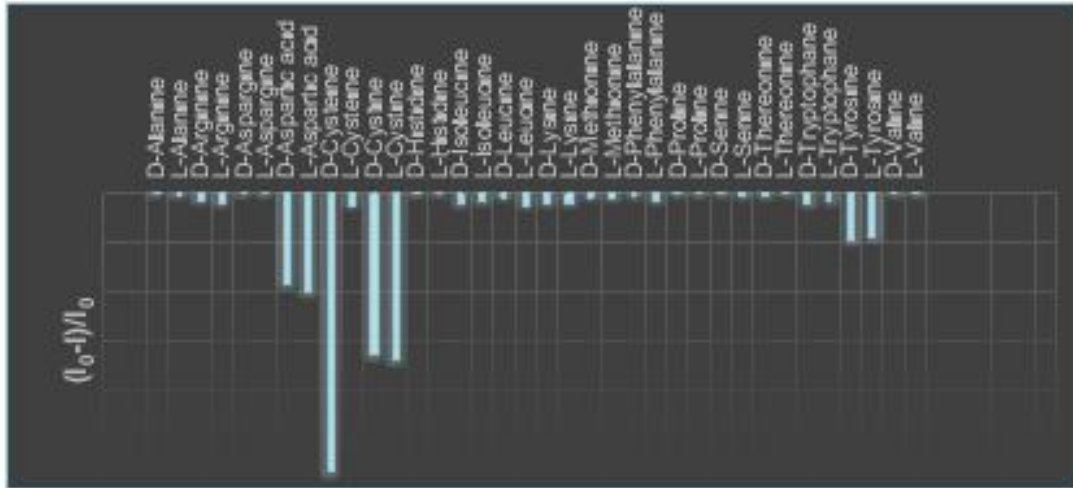 D-Alanine
L-Alanine
D-Arginine
L-Arginine
D-Aspargine
L-Aspargine
D-Aspartic acid
L-Aspartic acid
D-Cysteine
L-Cysteine
D-Cystine
L-Cystine
D-Histidine
L-Histidine
D-Isoleucine
L-Isoleucine
D-Leucine
L-Leucine
D-Lysine
L-Lysine
D-Methionine
L-Methionine
D-Phenyllalanine
L-Phenyllalanine
D-Proline
L-Proline
D-Serine
L-Serine
D-Thereonine
L-Thereonine
D-Tryptophane
L-Tryptophane
D-Tyrosine
L-Tyrosine
D-Valine
L-Valine
(I₀-I)/I₀